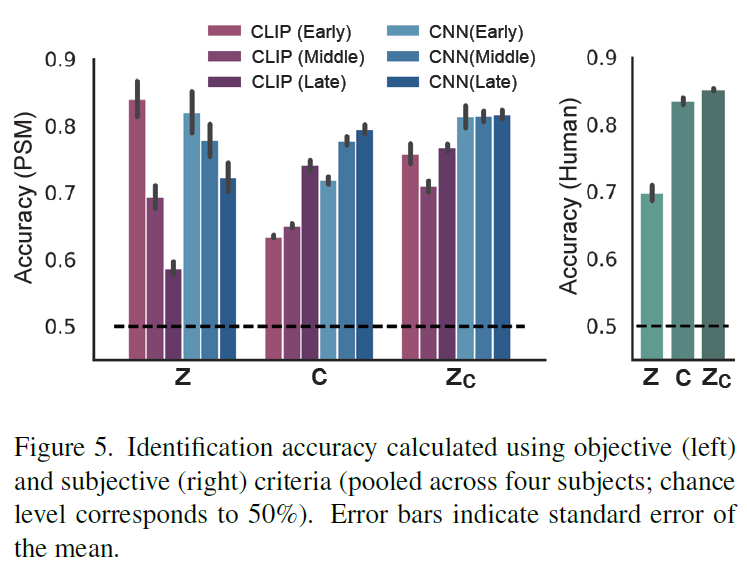 CLIP (Early)
CLIP (Middle)
CLIP (Late)
CNN(Early)
CNN(Middle)
CNN(Late)
Accuracy (PSM)
0.9
0.8
0.7
0.6
0.5
z c zc
Accuracy (Human)
0.9
0.8
0.7
0.6
0.5
z c zc
Figure 5. Identification accuracy calculated using objective (left)
and subjective (right) criteria (pooled across four subjects; chance
level corresponds to 50%). Error bars indicate standard error of
the mean.